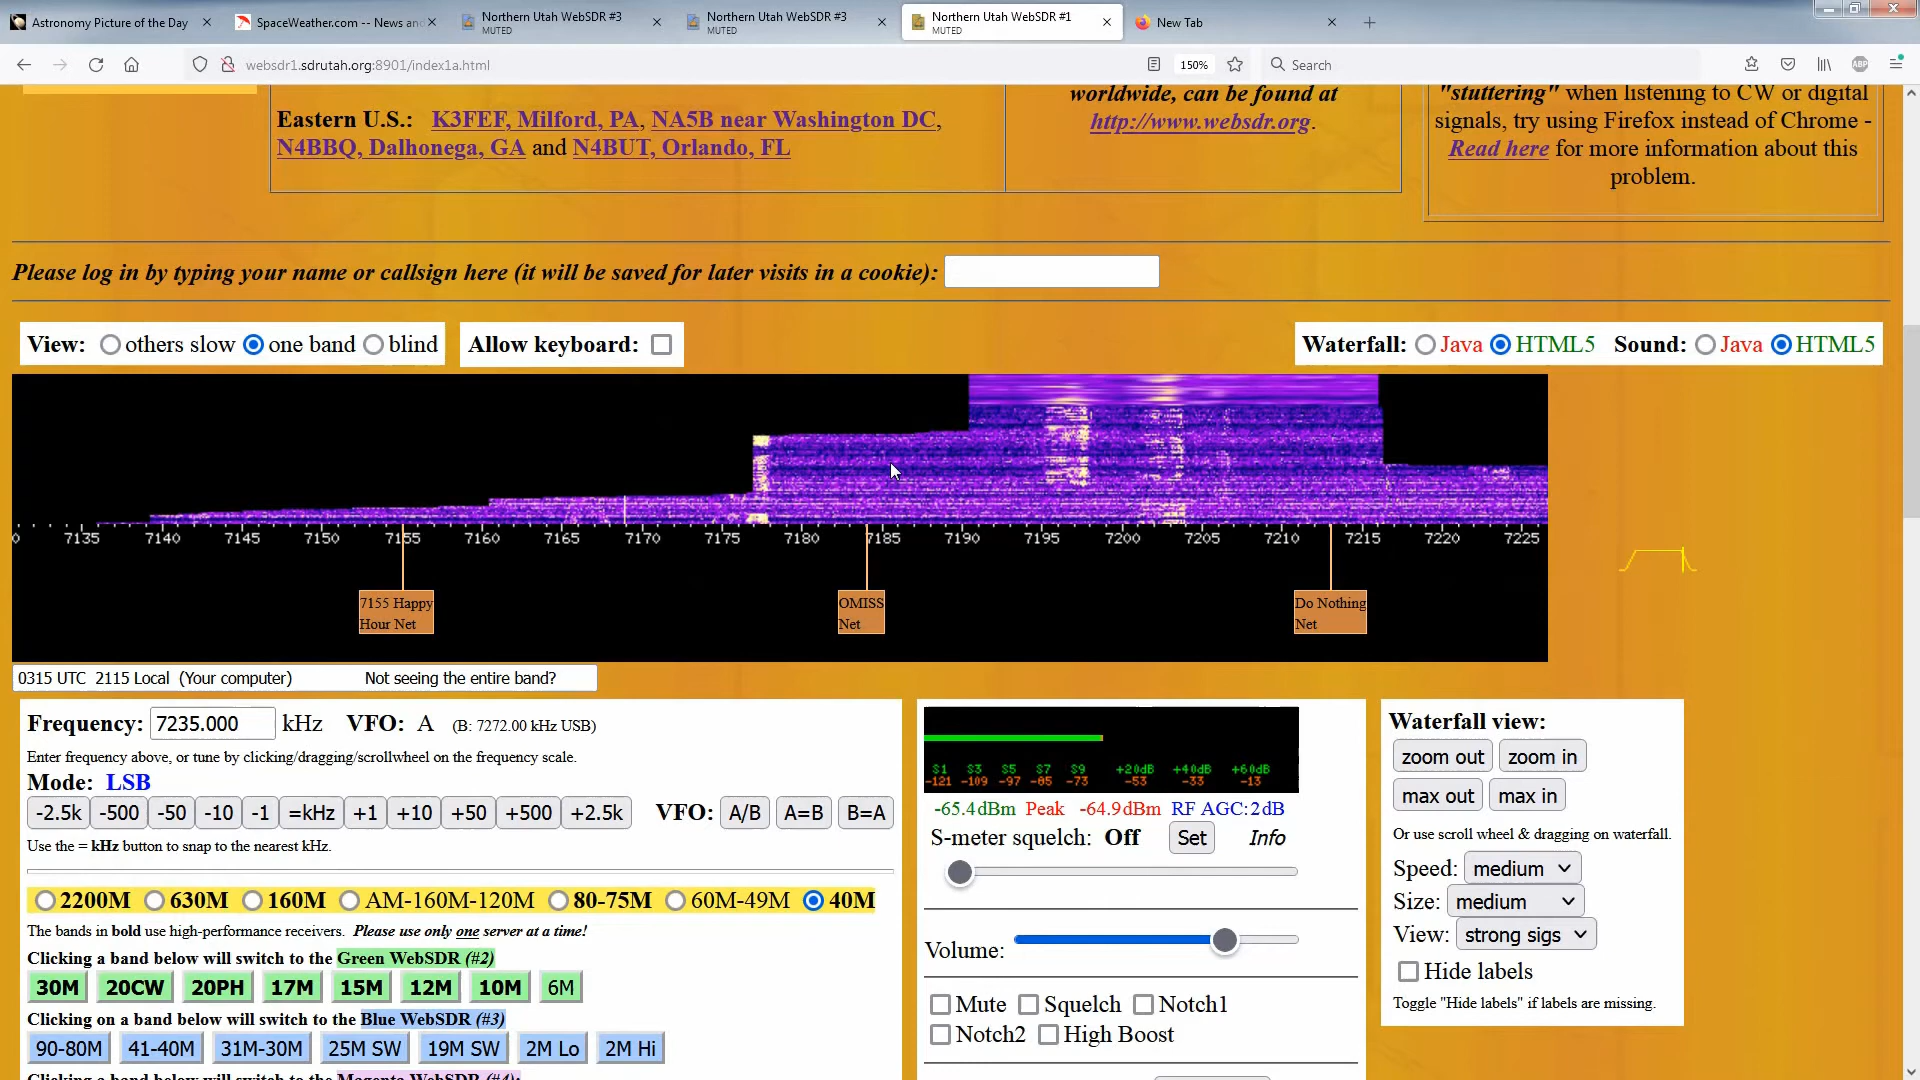 Astronomy Picture of the Day
SpaceWeather.com -- News and
Northern Utah WebSDR #3
MUTED
Northern Utah WebSDR #3
MUTED
Northern Utah WebSDR #1
MUTED
New Tab
websdr1.sdrutah.org:8901/index1a.html
150%
Search
ABP
Eastern U.S.: K3FEF, Milford, PA, NA5B near Washington DC,
N4BBQ, Dalhonega, GA and N4BUT, Orlando, FL
worldwide, can be found at
http://www.websdr.org.
"stuttering" when listening to CW or digital
signals, try using Firefox instead of Chrome -
Read here for more information about this
problem.
Please log in by typing your name or callsign here (it will be saved for later visits in a cookie):
View: others slow one band blind
Allow keyboard:
Waterfall: Java HTML5 Sound: Java HTML5
0 7135 7140 7145 7150 7155 7160 7165 7170 7175 7180 7185 7190 7195 7200 7205 7210 7215 7220 7225
7155 Happy
Hour Net
OMISS
Net
Do Nothing
Net
0315 UTC 2115 Local (Your computer) Not seeing the entire band?
Frequency: 7235.000 kHz VFO: A (B: 7272.00 kHz USB)
Enter frequency above, or tune by clicking/dragging/scrollwheel on the frequency scale.
Mode: LSB
-2.5k -500 -50 -10 -1 =kHz +1 +10 +50 +500 +2.5k VFO: A/B A=B B=A
Use the = kHz button to snap to the nearest kHz.
2200M 630M 160M AM-160M-120M 80-75M 60M-49M 40M
The bands in bold use high-performance receivers. Please use only one server at a time!
Clicking a band below will switch to the Green WebSDR (#2)
30M 20CW 20PH 17M 15M 12M 10M 6M
Clicking on a band below will switch to the Blue WebSDR (#3)
90-80M 41-40M 31M-30M 25M SW 19M SW 2M Lo 2M Hi
Clicking a band below will switch to the Magenta WebSDR (#4):
S1 S3 S5 S7 S9 +20dB +40dB +60dB
-121 -109 -97 -85 -73 -53 -33 -13
-65.4dBm Peak -64.9dBm RF AGC:2dB
S-meter squelch: Off Set Info
Volume:
Mute Squelch Notch1
Notch2 High Boost
Waterfall view:
zoom out zoom in
max out max in
Or use scroll wheel & dragging on waterfall.
Speed: medium
Size: medium
View: strong sigs
Hide labels
Toggle "Hide labels" if labels are missing.